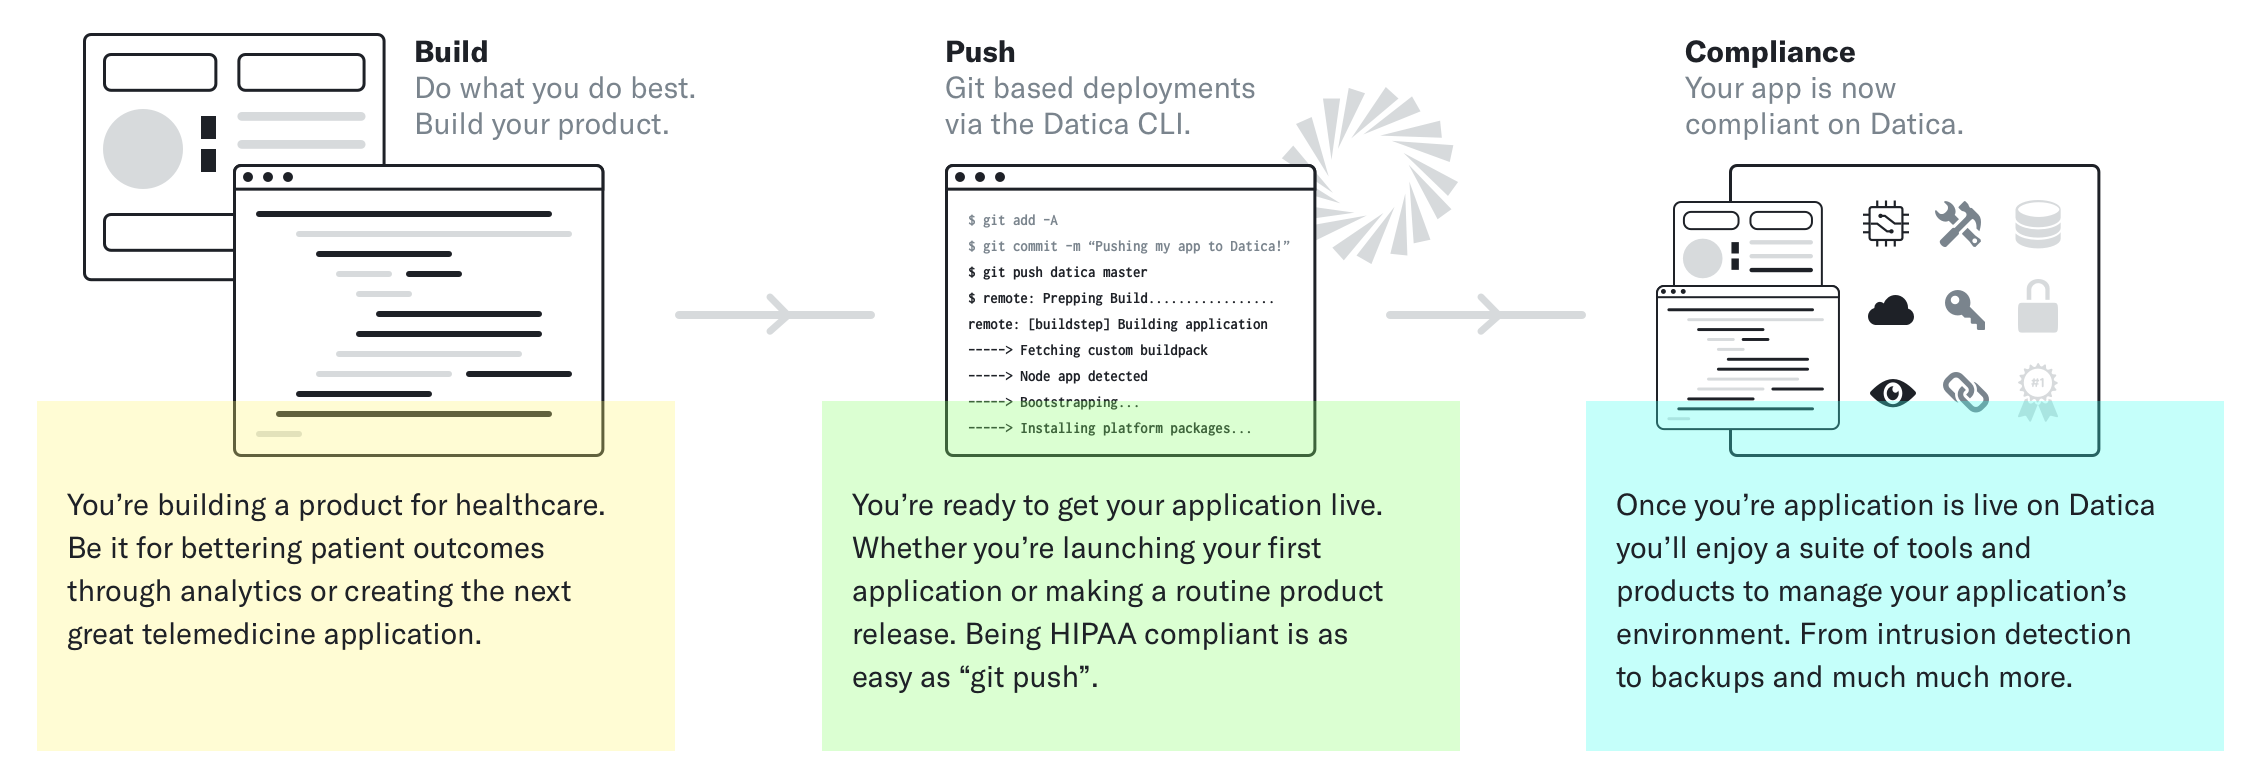 Build
Do what you do best.
Build your product.
Push
Git based deployments
via the Datica CLI.
$ git add -A
$ git commit -m “Pushing my app to Datica!”
$ git push datica master
$ remote: Prepping Build.................
remote: [buildstep] Building application
-----> Fetching custom buildpack
-----> Node app detected
-----> Bootstrapping...
-----> Installing platform packages...
Compliance
Your app is now
compliant on Datica.
#1
You’re building a product for healthcare.
Be it for bettering patient outcomes
through analytics or creating the next
great telemedicine application.
You’re ready to get your application live.
Whether you’re launching your first
application or making a routine product
release. Being HIPAA compliant is as
easy as “git push”.
Once you’re application is live on Datica
you’ll enjoy a suite of tools and
products to manage your application’s
environment. From intrusion detection
to backups and much much more.